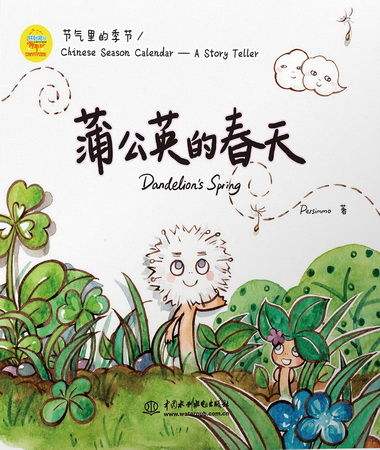 节气里的季节/
Chinese Season Calendar — A Story Teller
蒲公英的春天
Dandelion's Spring
Persimmo 著
中国水利水电出版社
www.waterpub.com.cn